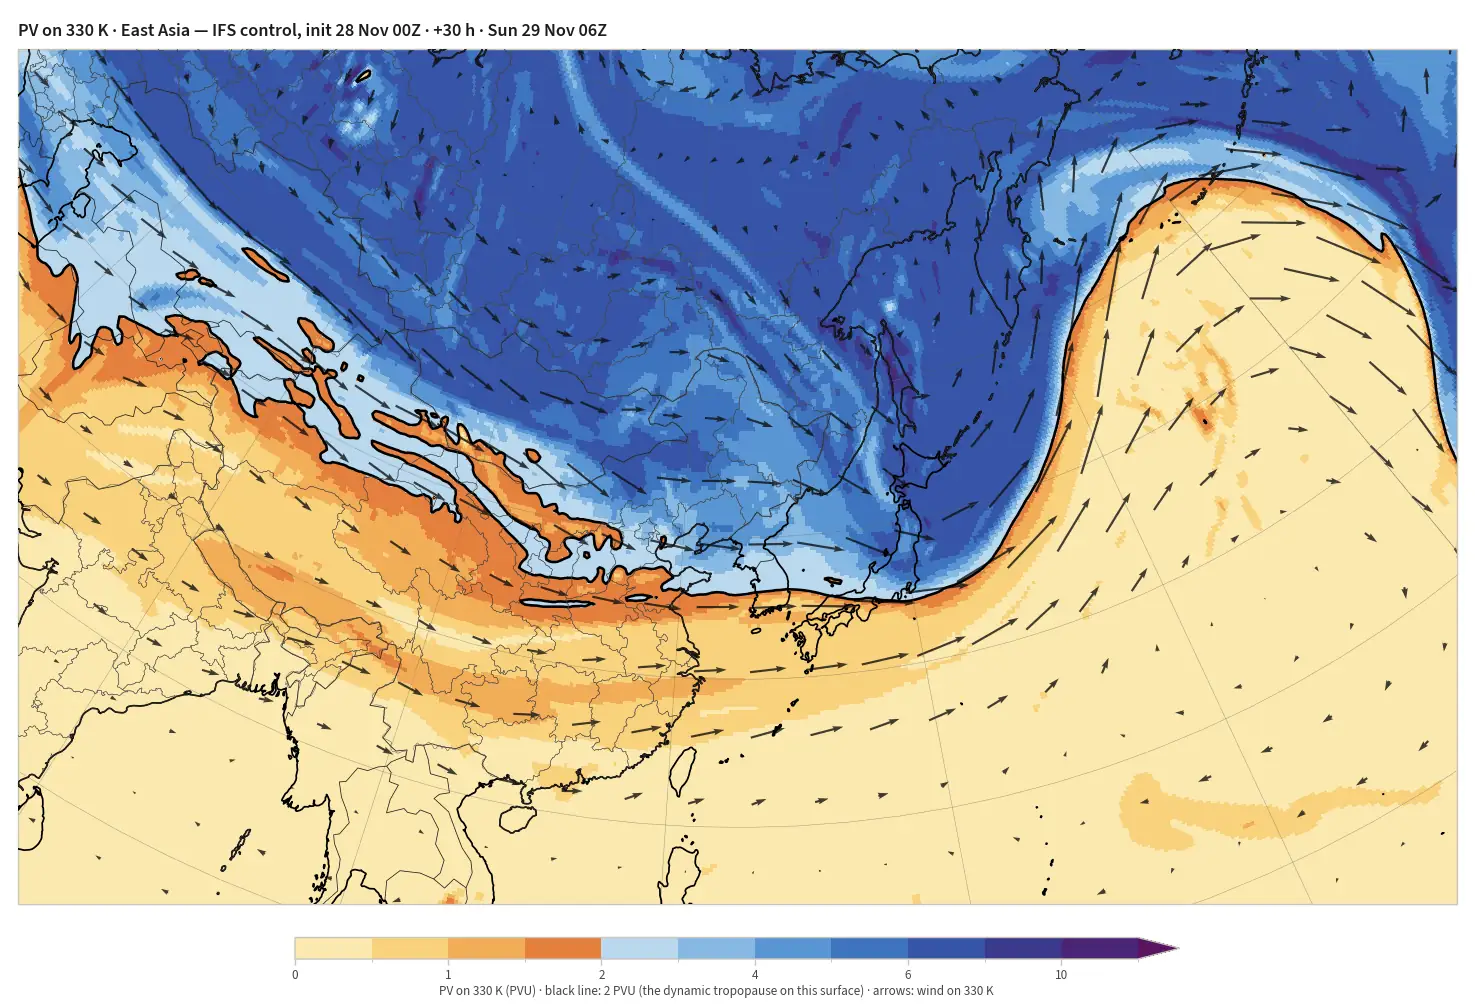 PV on 330 K · East Asia — IFS control, init 28 Nov 00Z · +30 h · Sun 29 Nov 06Z
0 1 2 4 6 10
PV on 330 K (PVU) · black line: 2 PVU (the dynamic tropopause on this surface) · arrows: wind on 330 K